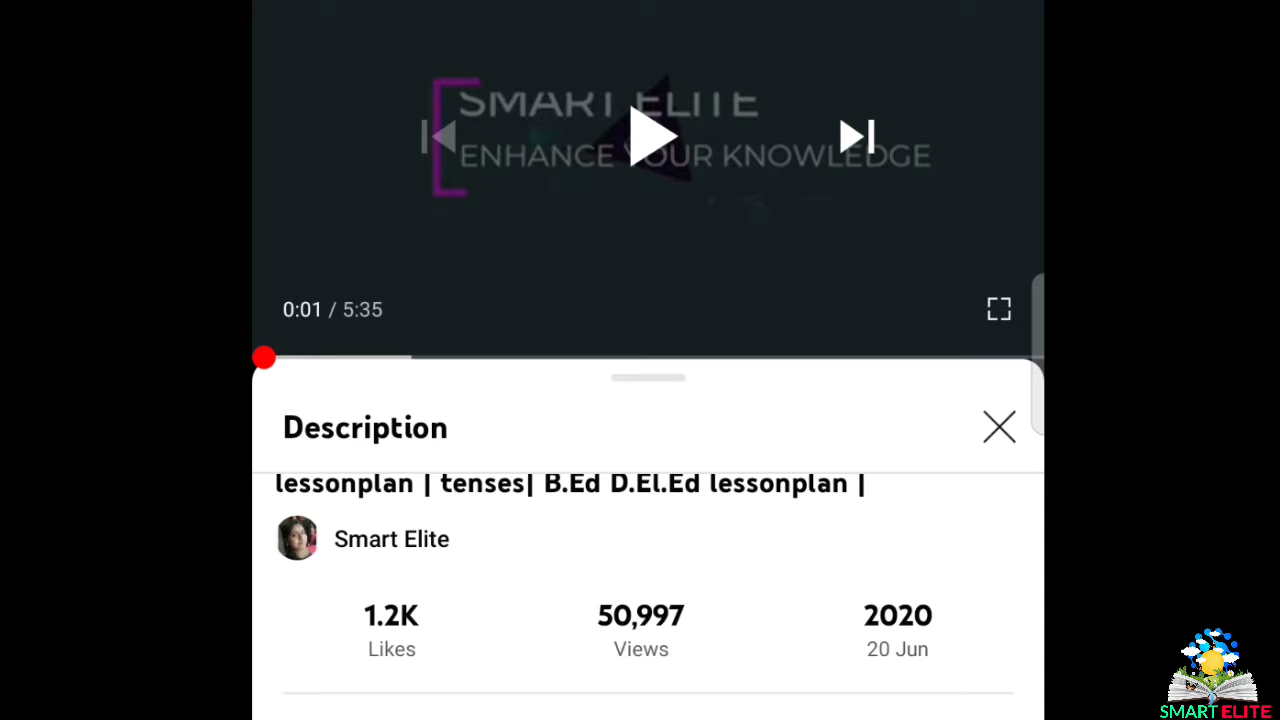 SMART ELITE
ENHANCE YOUR KNOWLEDGE
0:01 / 5:35
Description
lessonplan | tenses| B.Ed D.El.Ed lessonplan |
Smart Elite
1.2K 50,997 2020
Likes Views 20 Jun
SMART ELITE